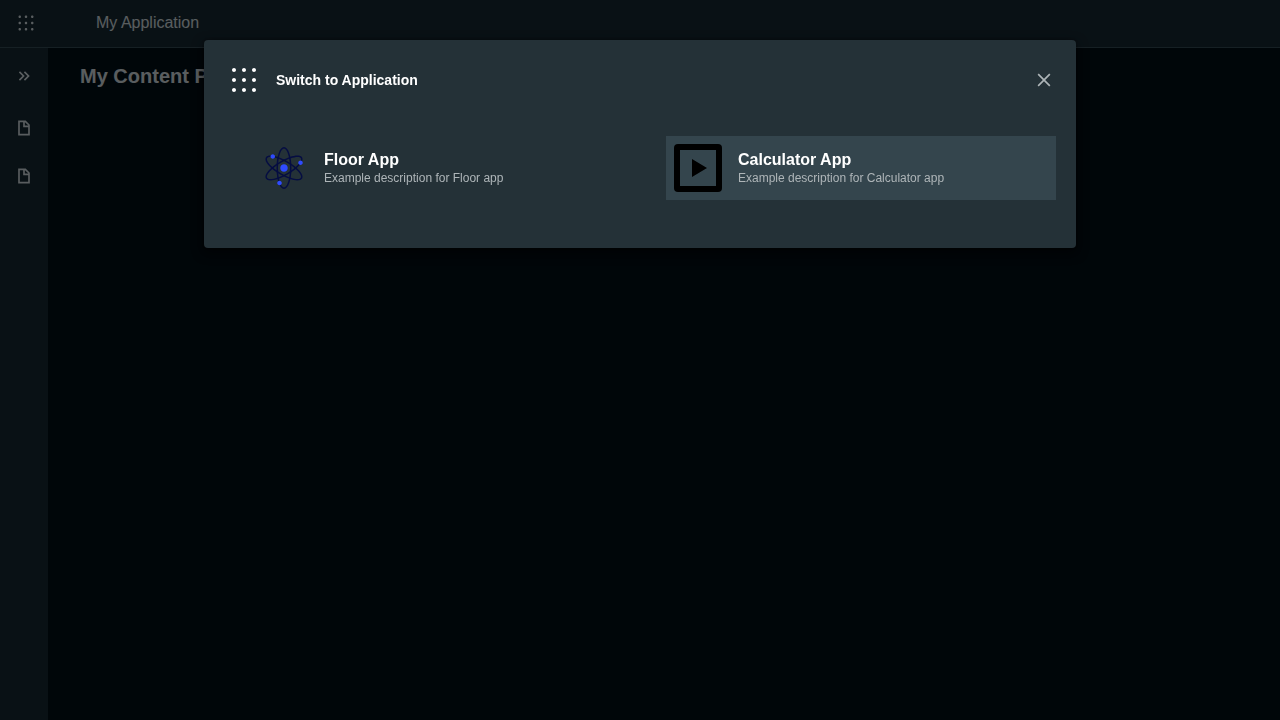 My Application
My Content
Switch to Application
Floor App
Example description for Floor app
Calculator App
Example description for Calculator app